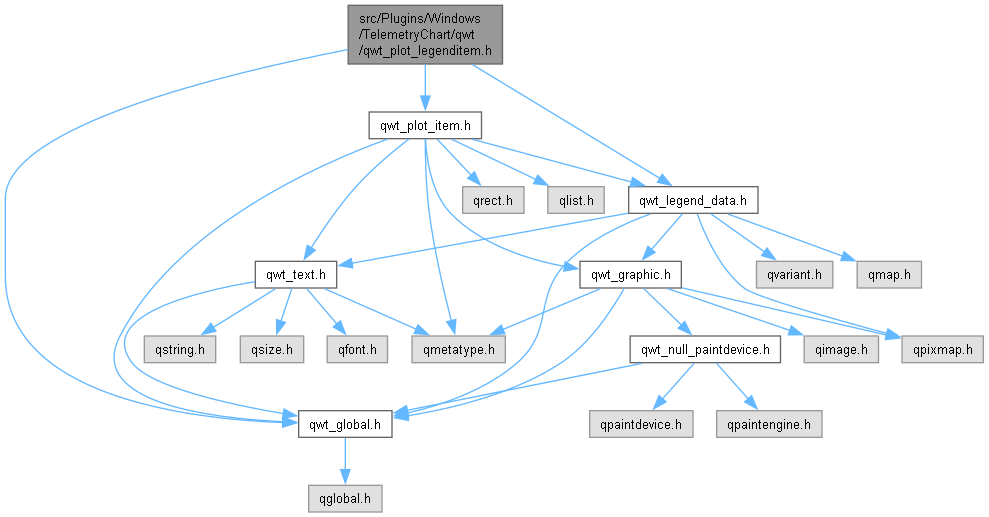 src/Plugins/Windows
/TelemetryChart/qwt
/qwt_plot_legenditem.h
qwt_plot_item.h
qrect.h
qlist.h
qwt_legend_data.h
qwt_text.h
qwt_graphic.h
qvariant.h
qmap.h
qstring.h
qsize.h
qfont.h
qmetatype.h
qwt_null_paintdevice.h
qimage.h
qpixmap.h
qwt_global.h
qpaintdevice.h
qpaintengine.h
qglobal.h